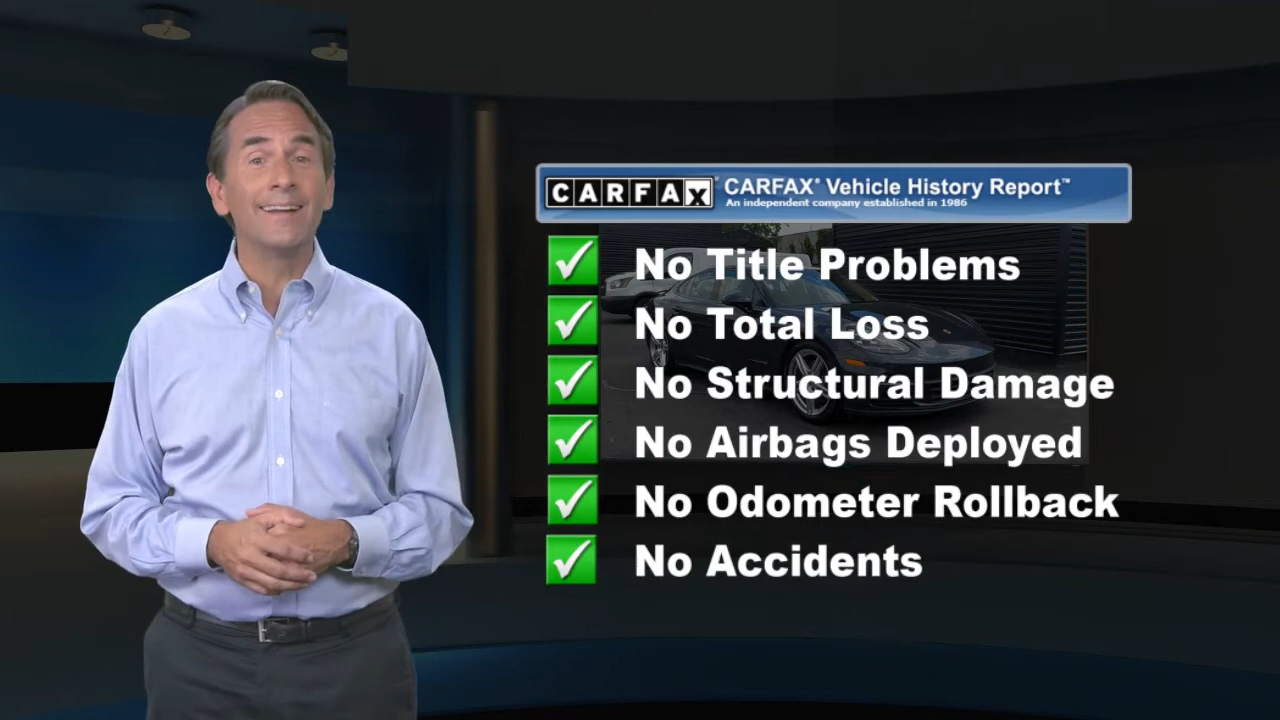 CARFAX® CARFAX® Vehicle History Report™
An independent company established in 1986
No Title Problems
No Total Loss
No Structural Damage
No Airbags Deployed
No Odometer Rollback
No Accidents